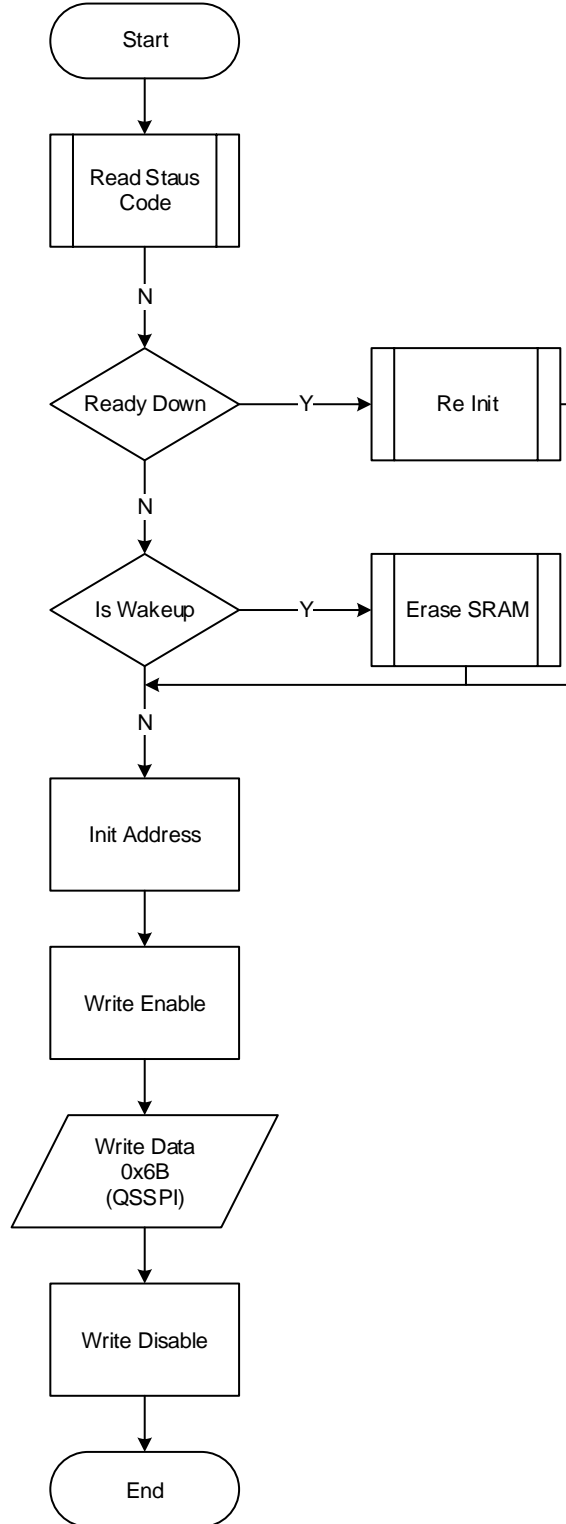 Start
Read Staus
Code
N
Ready Down
Y
Re Init
N
Is Wakeup
Y
Erase SRAM
N
Init Address
Write Enable
Write Data
0x6B
(QSSPI)
Write Disable
End